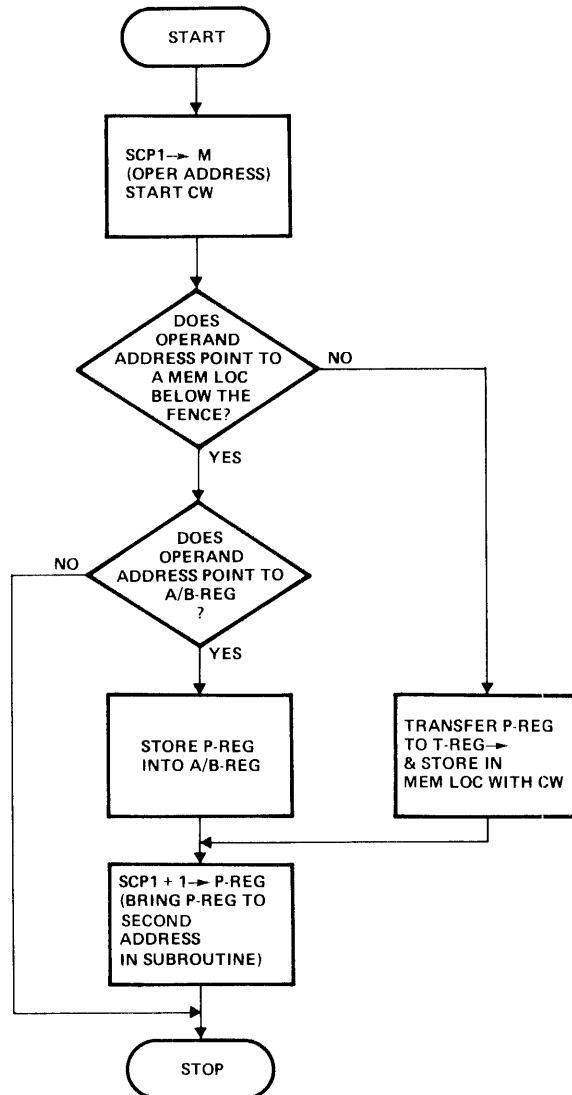 START
SCP1→ M
(OPER ADDRESS)
START CW
DOES
OPERAND
ADDRESS POINT TO
A MEM LOC
BELOW THE
FENCE?
NO
YES
DOES
OPERAND
ADDRESS POINT TO
A/B-REG
?
NO
YES
STORE P-REG
INTO A/B-REG
TRANSFER P-REG
TO T-REG→
& STORE IN
MEM LOC WITH CW
SCP1 + 1→ P-REG
(BRING P-REG TO
SECOND
ADDRESS
IN SUBROUTINE)
STOP